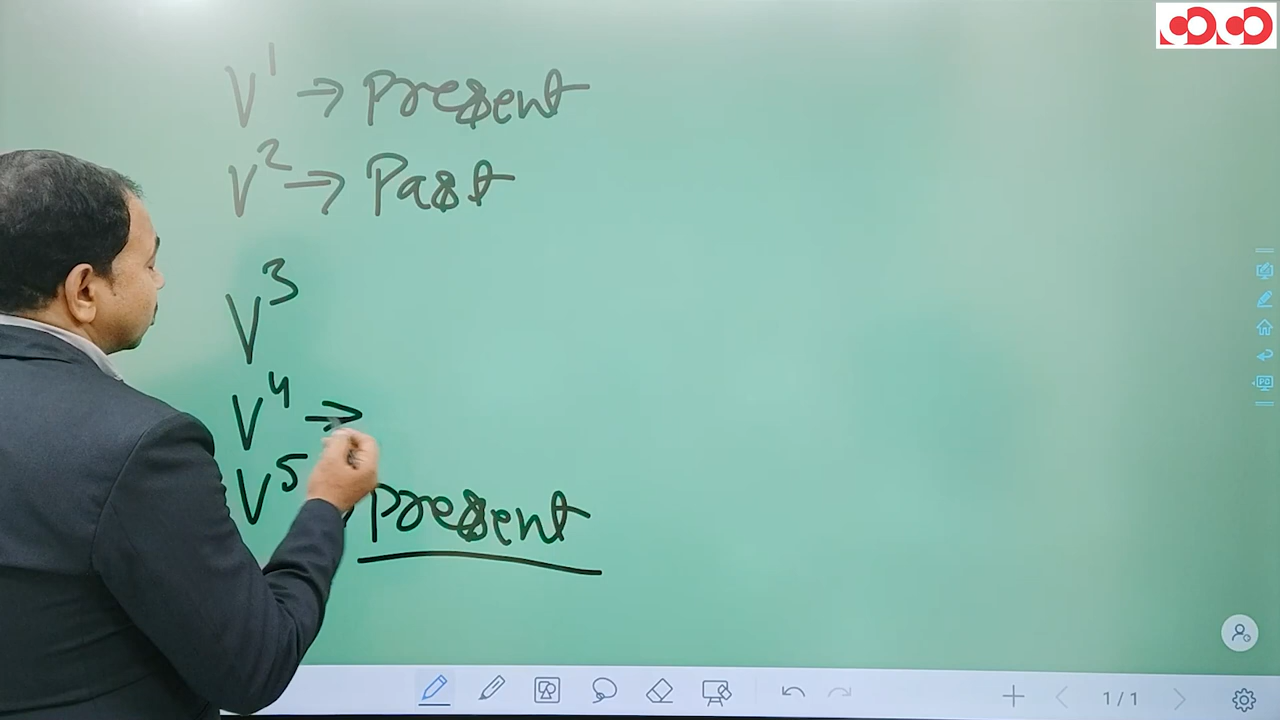 V¹ → Present
V² → Past
V³
V⁴ →
V⁵ → Present
1/1